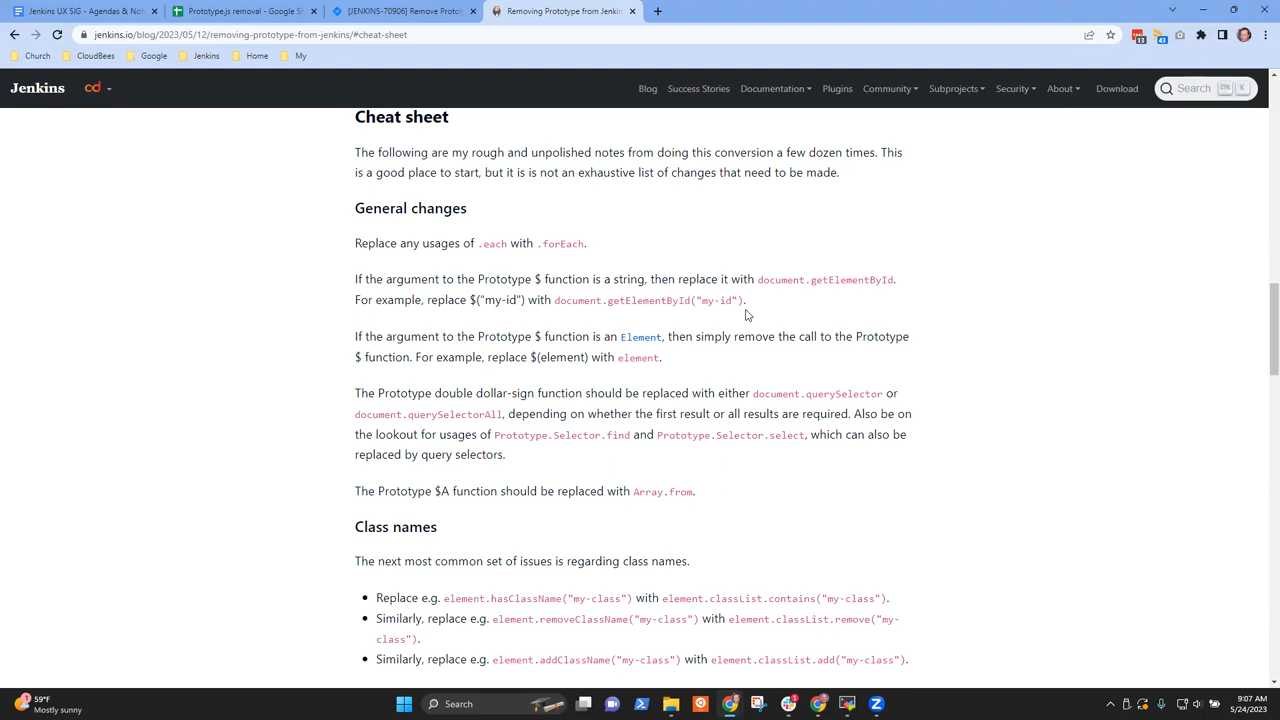 Jenkins UX SIG - Agendas & Not
Prototype.js removal - Google Sh
[JENKINS-70906] Remove Protot
Removing Prototype from Jenkin
jenkins.io/blog/2023/05/12/removing-prototype-from-jenkins/#cheat-sheet
13
43
Church
CloudBees
Google
Jenkins
Home
My
Jenkins
cd
Blog
Success Stories
Documentation
Plugins
Community
Subprojects
Security
About
Download
Search
CTRL
K
Cheat sheet
The following are my rough and unpolished notes from doing this conversion a few dozen times. This
is a good place to start, but it is is not an exhaustive list of changes that need to be made.
General changes
Replace any usages of .each with .forEach.
If the argument to the Prototype $ function is a string, then replace it with document.getElementById.
For example, replace $("my-id") with document.getElementById("my-id").
If the argument to the Prototype $ function is an Element, then simply remove the call to the Prototype
$ function. For example, replace $(element) with element.
The Prototype double dollar-sign function should be replaced with either document.querySelector or
document.querySelectorAll, depending on whether the first result or all results are required. Also be on
the lookout for usages of Prototype.Selector.find and Prototype.Selector.select, which can also be
replaced by query selectors.
The Prototype $A function should be replaced with Array.from.
Class names
The next most common set of issues is regarding class names.
Replace e.g. element.hasClassName("my-class") with element.classList.contains("my-class").
Similarly, replace e.g. element.removeClassName("my-class") with element.classList.remove("my-
class").
Similarly, replace e.g. element.addClassName("my-class") with element.classList.add("my-class").
1
59°F
Mostly sunny
Search
9:07 AM
5/24/2023